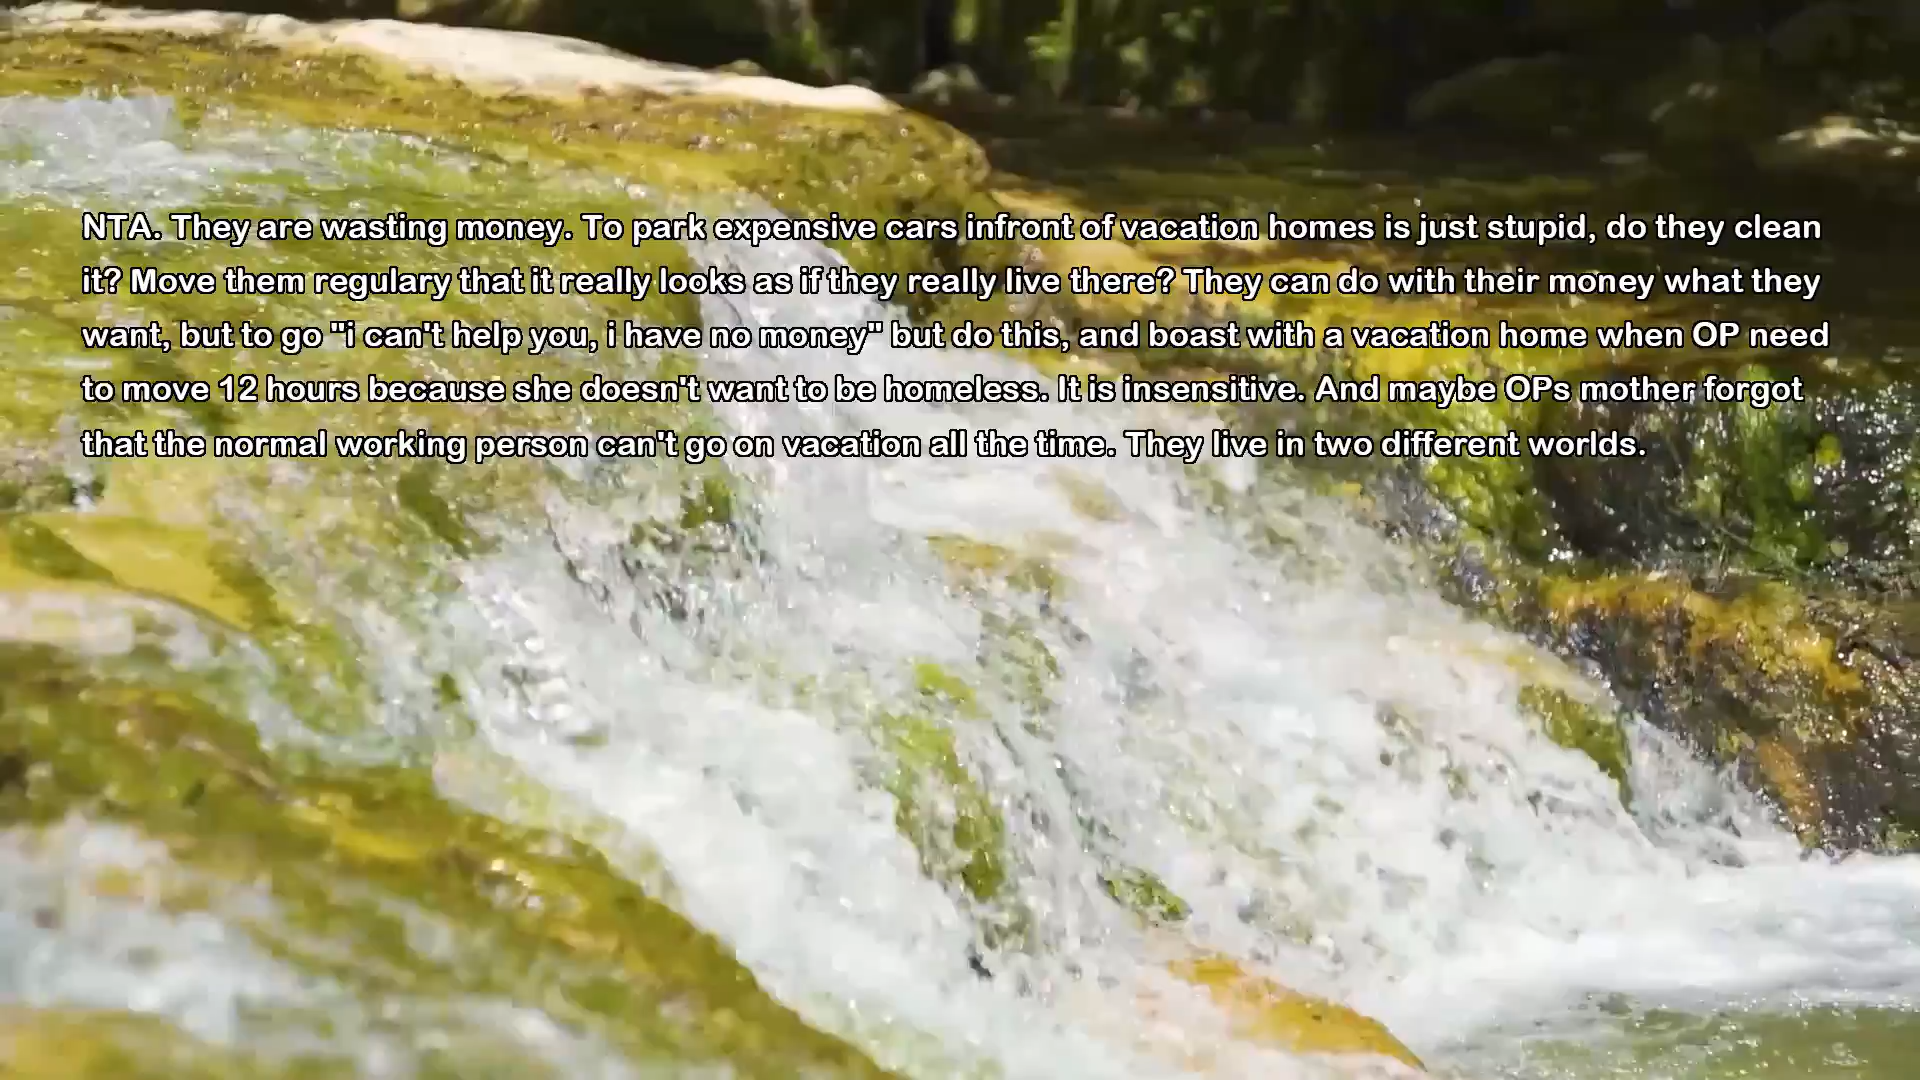 NTA. They are wasting money. To park expensive cars infront of vacation homes is just stupid, do they clean
it? Move them regulary that it really looks as if they really live there? They can do with their money what they
want, but to go "i can't help you, i have no money" but do this, and boast with a vacation home when OP need
to move 12 hours because she doesn't want to be homeless. It is insensitive. And maybe OPs mother forgot
that the normal working person can't go on vacation all the time. They live in two different worlds.